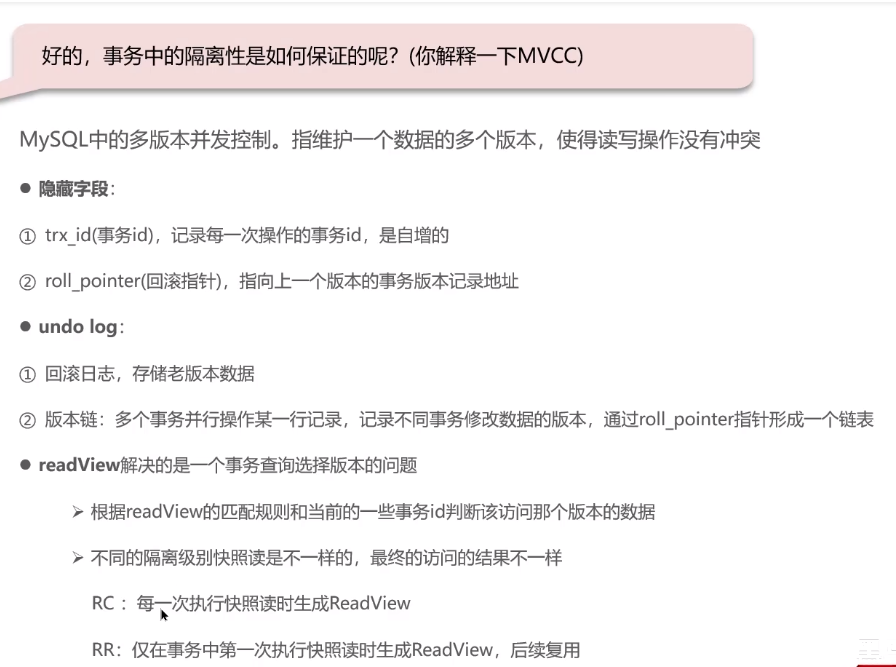 好的，事务中的隔离性是如何保证的呢？(你解释一下MVCC)
MySQL中的多版本并发控制。指维护一个数据的多个版本，使得读写操作没有冲突
● 隐藏字段：
① trx_id(事务id)，记录每一次操作的事务id，是自增的
② roll_pointer(回滚指针)，指向上一个版本的事务版本记录地址
● undo log：
① 回滚日志，存储老版本数据
② 版本链：多个事务并行操作某一行记录，记录不同事务修改数据的版本，通过roll_pointer指针形成一个链表
● readView解决的是一个事务查询选择版本的问题
➢ 根据readView的匹配规则和当前的一些事务id判断该访问那个版本的数据
➢ 不同的隔离级别快照读是不一样的，最终的访问的结果不一样
RC ：每一次执行快照读时生成ReadView
RR：仅在事务中第一次执行快照读时生成ReadView，后续复用